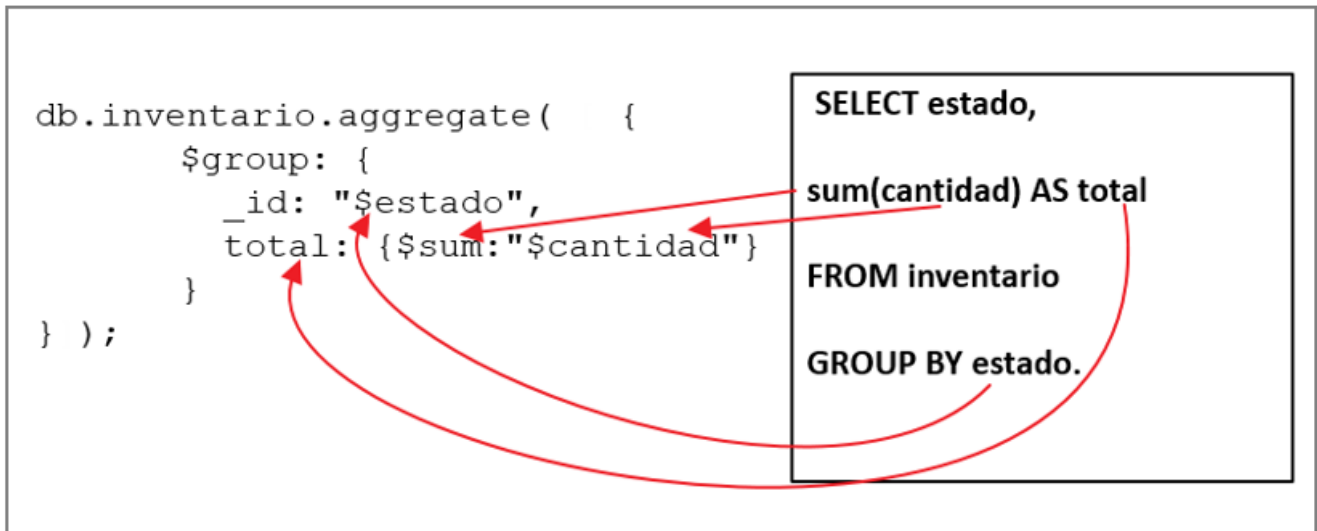 db.inventario.aggregate( {
$group: {
_id: "$estado",
total: {$sum:"$cantidad"}
}
} );
SELECT estado,
sum(cantidad) AS total
FROM inventario
GROUP BY estado.